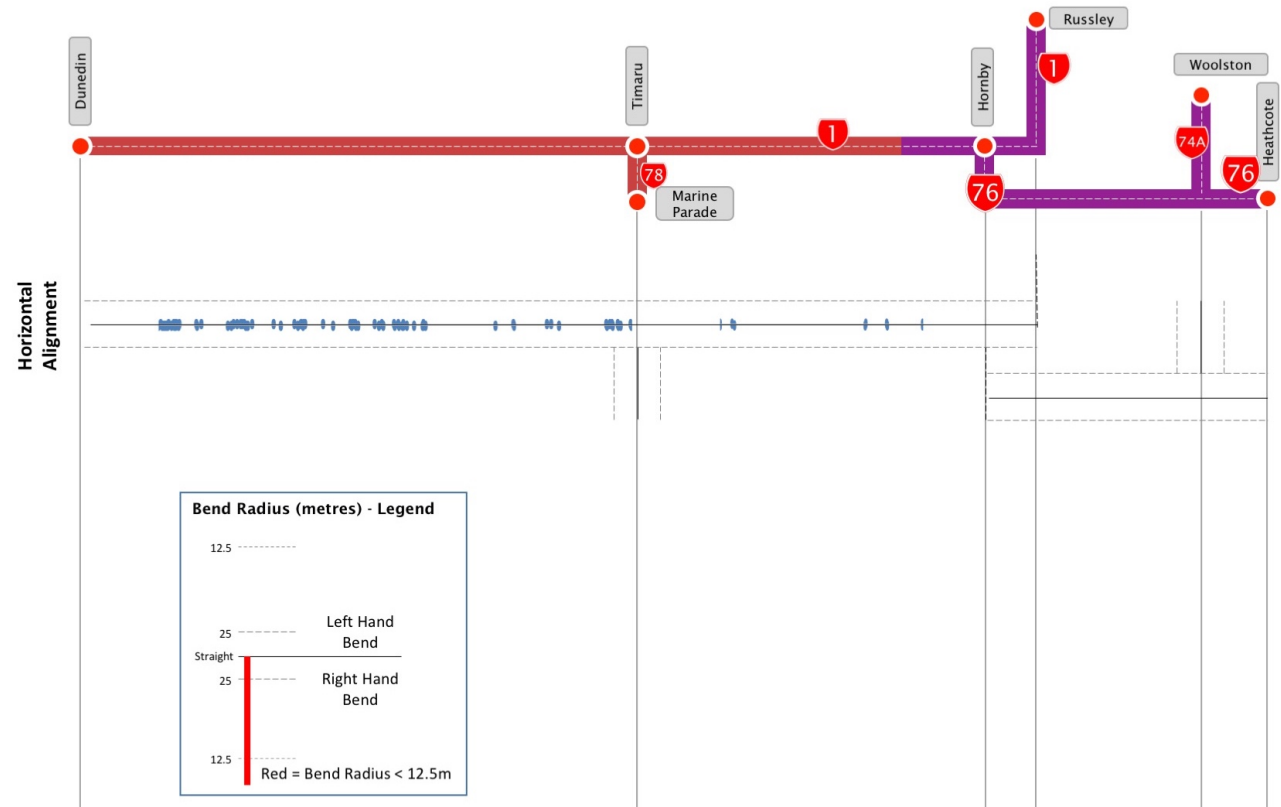 Russley
1
Woolston
Dunedin
Timaru
Hornby
Heathcote
1
74A
78
76
76
Marine
Parade
Horizontal
Alignment
Bend Radius (metres) - Legend
12.5
Left Hand
Bend
25
Straight
25
Right Hand
Bend
12.5
Red = Bend Radius < 12.5m